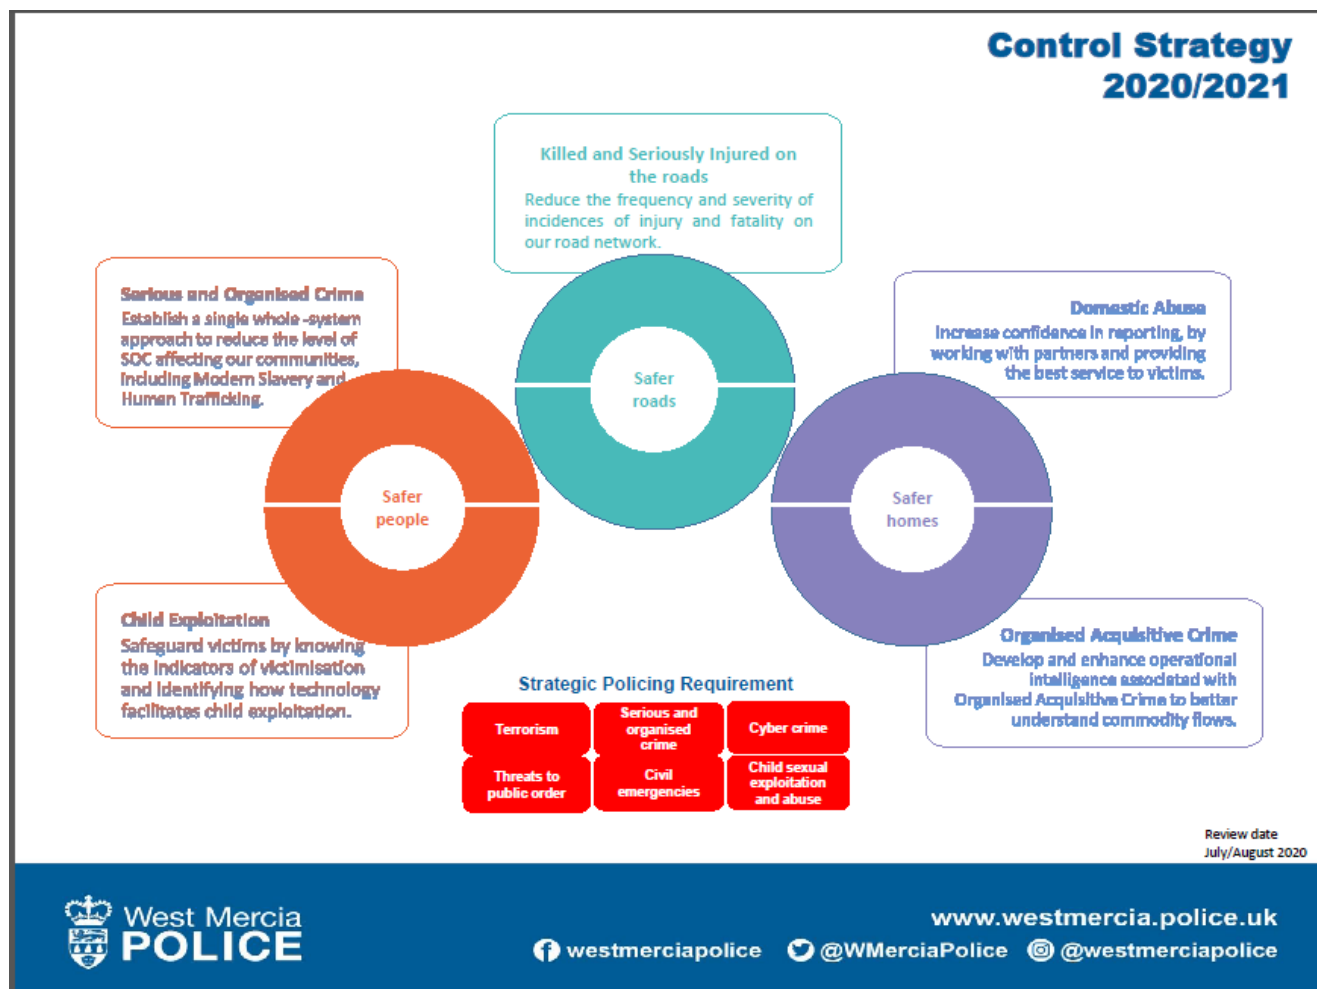 Control Strategy
2020/2021
Killed and Seriously Injured on
the roads
Reduce the frequency and severity of
incidences of injury and fatality on
our road network.
Serious and Organised Crime
Establish a single whole -system
approach to reduce the level of
SOC affecting our communities,
including Modern Slavery and
Human Trafficking.
Domestic Abuse
Increase confidence in reporting, by
working with partners and providing
the best service to victims.
Safer
roads
Safer
people
Safer
homes
Child Exploitation
Safeguard victims by knowing
the indicators of victimisation
and identifying how technology
facilitates child exploitation.
Organised Acquisitive Crime
Develop and enhance operational
intelligence associated with
Organised Acquisitive Crime to better
understand commodity flows.
Strategic Policing Requirement
Terrorism
Serious and
organised
crime
Cyber crime
Threats to
public order
Civil
emergencies
Child sexual
exploitation
and abuse
Review date
July/August 2020
West Mercia
POLICE
www.westmercia.police.uk
westmerciapolice @WMerciaPolice @westmerciapolice